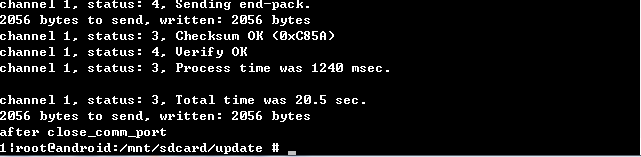 channel 1, status: 4, Sending end-pack.
2056 bytes to send, written: 2056 bytes
channel 1, status: 3, Checksum OK (0xC85A)
channel 1, status: 4, Verify OK
channel 1, status: 3, Process time was 1240 msec.
channel 1, status: 3, Total time was 20.5 sec.
2056 bytes to send, written: 2056 bytes
after close_comm_port
1|root@android:/mnt/sdcard/update #